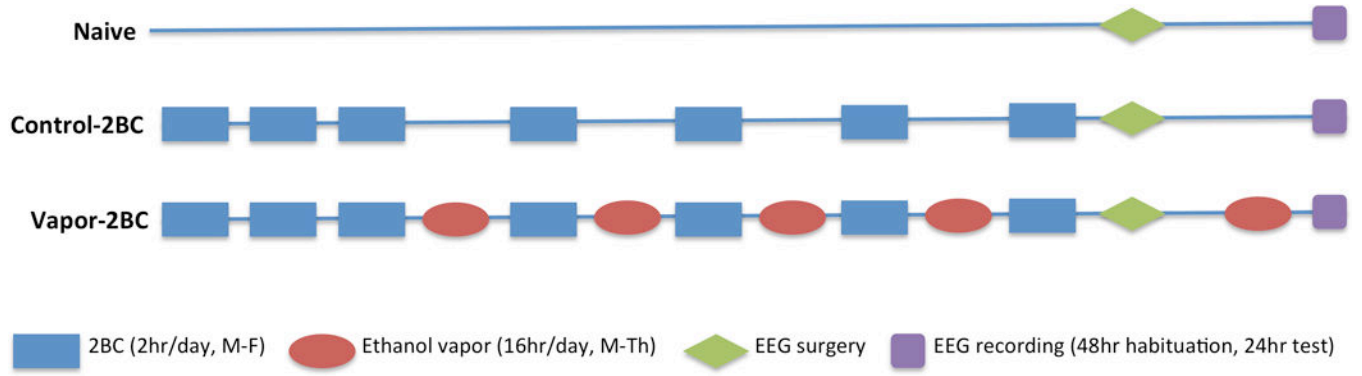 Naive
Control-2BC
Vapor-2BC
2BC (2hr/day, M-F) Ethanol vapor (16hr/day, M-Th) EEG surgery EEG recording (48hr habituation, 24hr test)